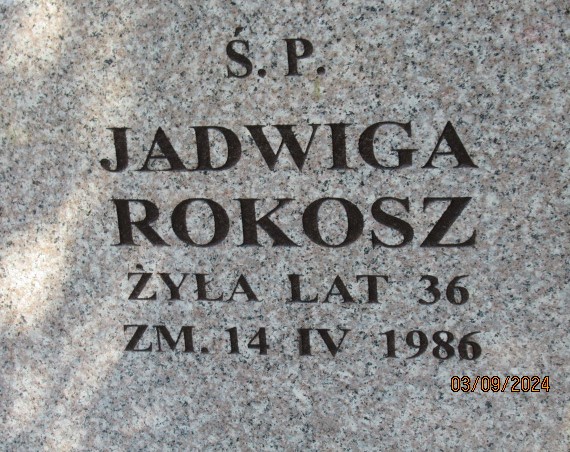 Ś. P.
JADWIGA
ROKOSZ
ŻYŁA LAT 36
ZM. 14 IV 1986
03/09/2024